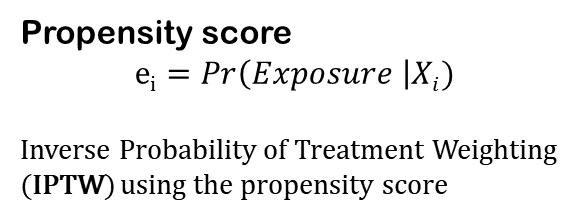 Propensity score
eᵢ = Pr(Exposure |Xᵢ)
Inverse Probability of Treatment Weighting
(IPTW) using the propensity score